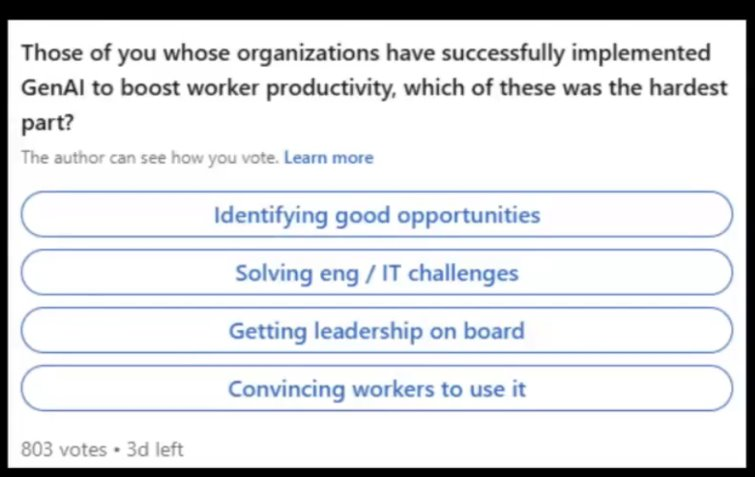 Those of you whose organizations have successfully implemented
GenAI to boost worker productivity, which of these was the hardest
part?
The author can see how you vote. Learn more
Identifying good opportunities
Solving eng / IT challenges
Getting leadership on board
Convincing workers to use it
803 votes • 3d left